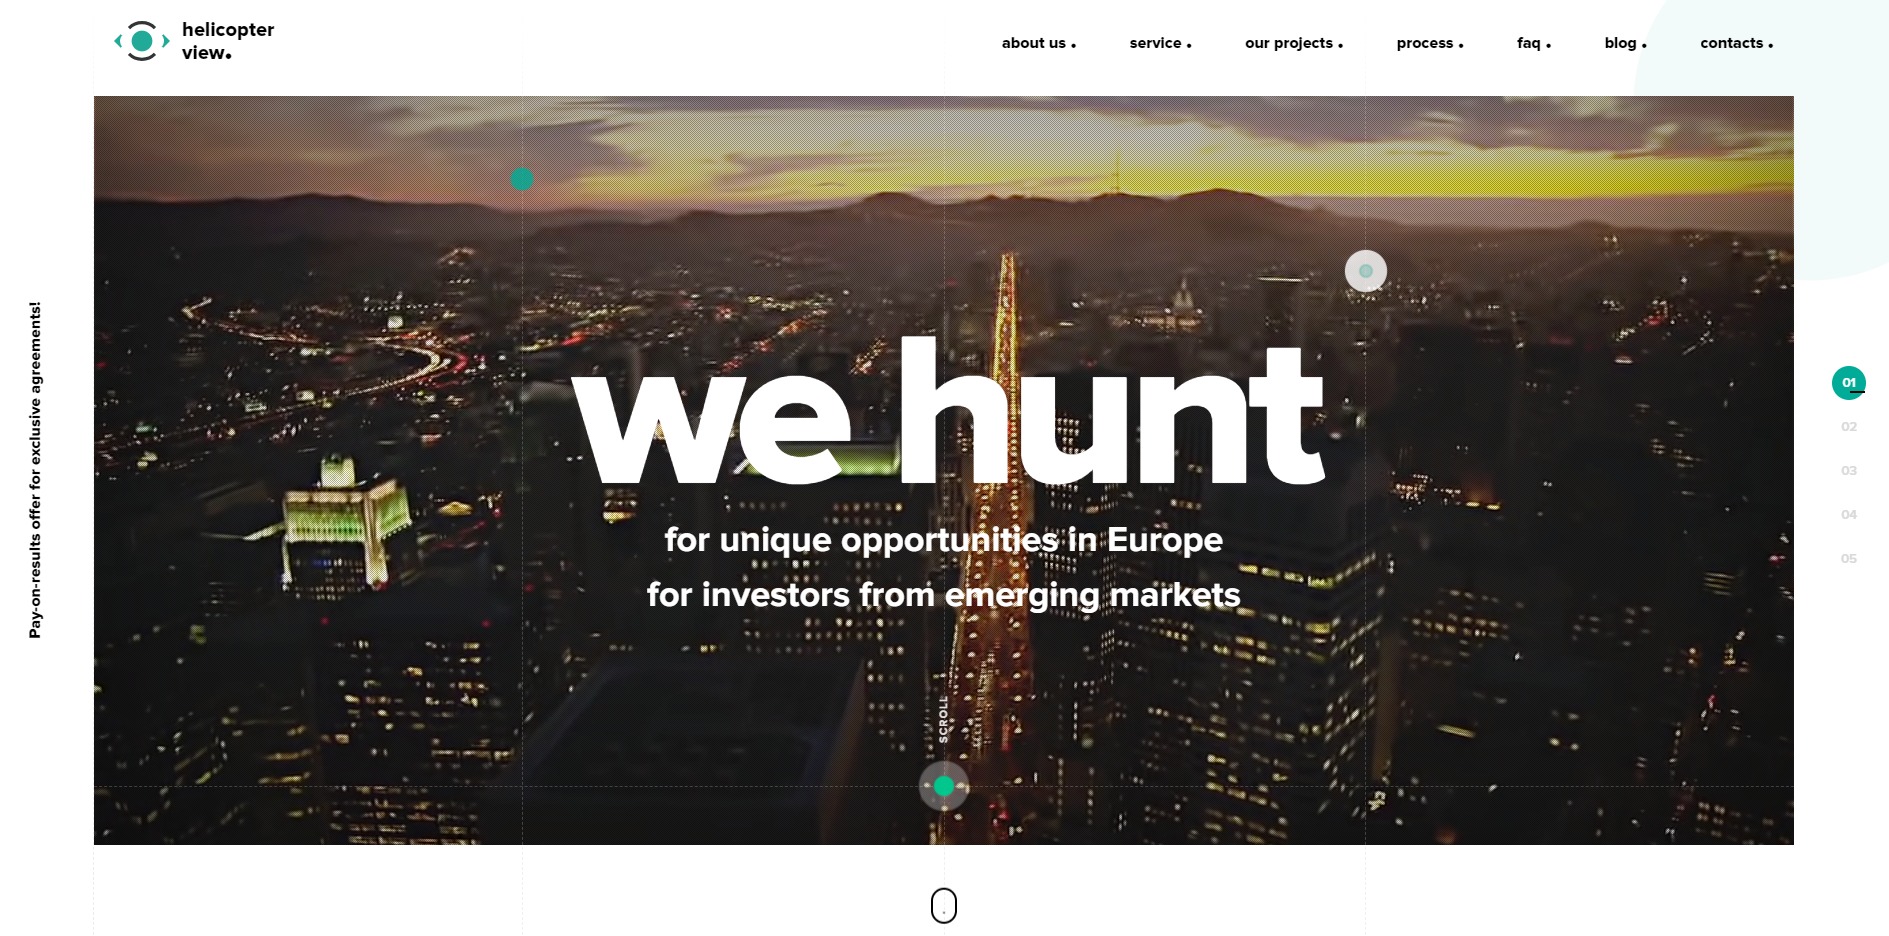 helicopter
view.
about us
service
our projects
process
faq
blog
contacts
Pay-on-results offer for exclusive agreements!
we hunt
for unique opportunities in Europe
for investors from emerging markets
SCROLL
01
02
03
04
05